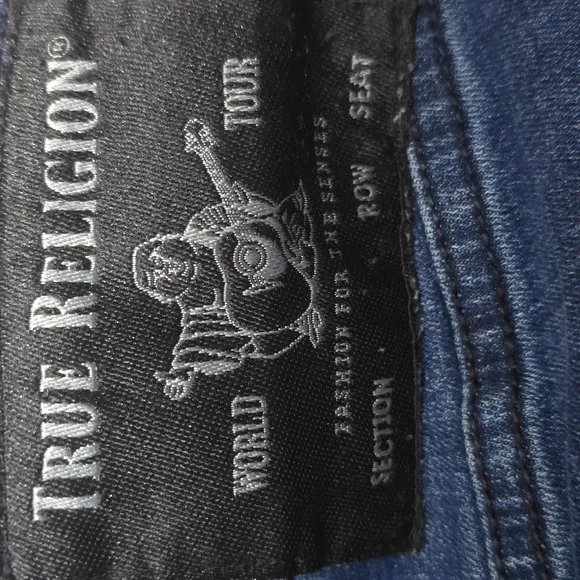 TRUE RELIGION®
WORLD TOUR
FASHION FOR THE SENSES
SECTION ROW SEAT